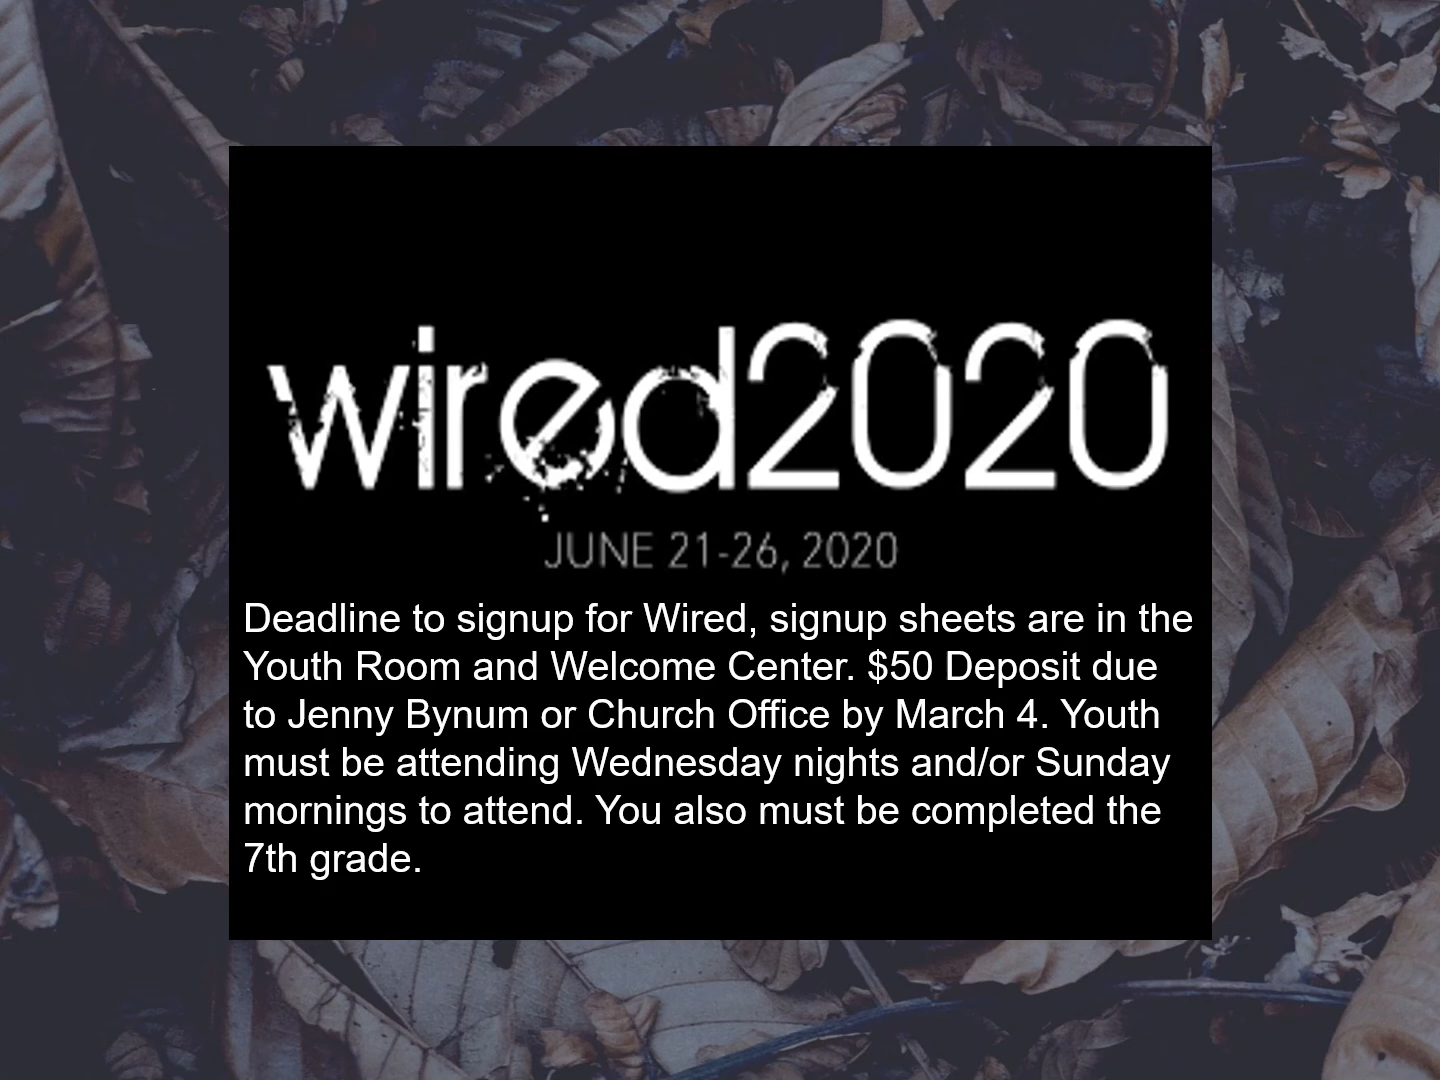 wired2020
JUNE 21-26, 2020
Deadline to signup for Wired, signup sheets are in the
Youth Room and Welcome Center. $50 Deposit due
to Jenny Bynum or Church Office by March 4. Youth
must be attending Wednesday nights and/or Sunday
mornings to attend. You also must be completed the
7th grade.